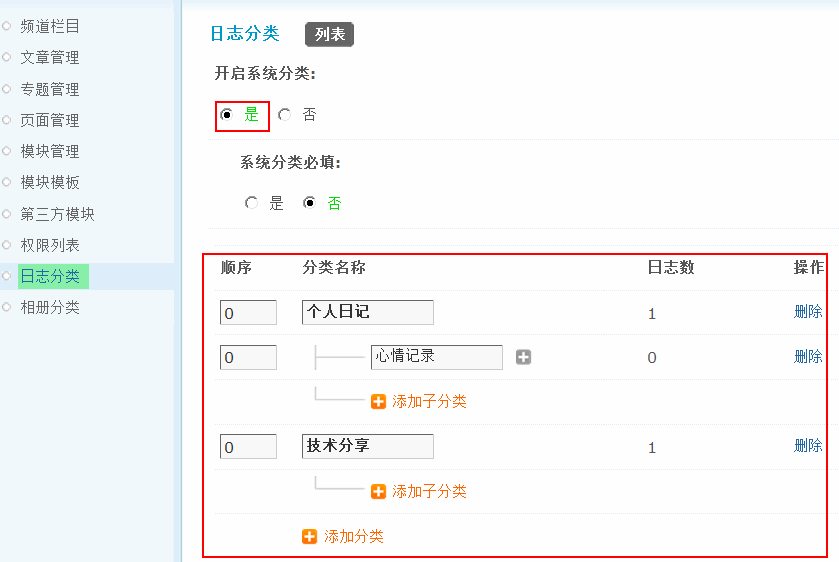 频道栏目
文章管理
专题管理
页面管理
模块管理
模块模板
第三方模块
权限列表
日志分类
相册分类
日志分类 列表
开启系统分类:
是 否
系统分类必填:
是 否
顺序 分类名称 日志数 操作
0 个人日记 1 删除
0 心情记录 0 删除
添加子分类
0 技术分享 1 删除
添加子分类
添加分类